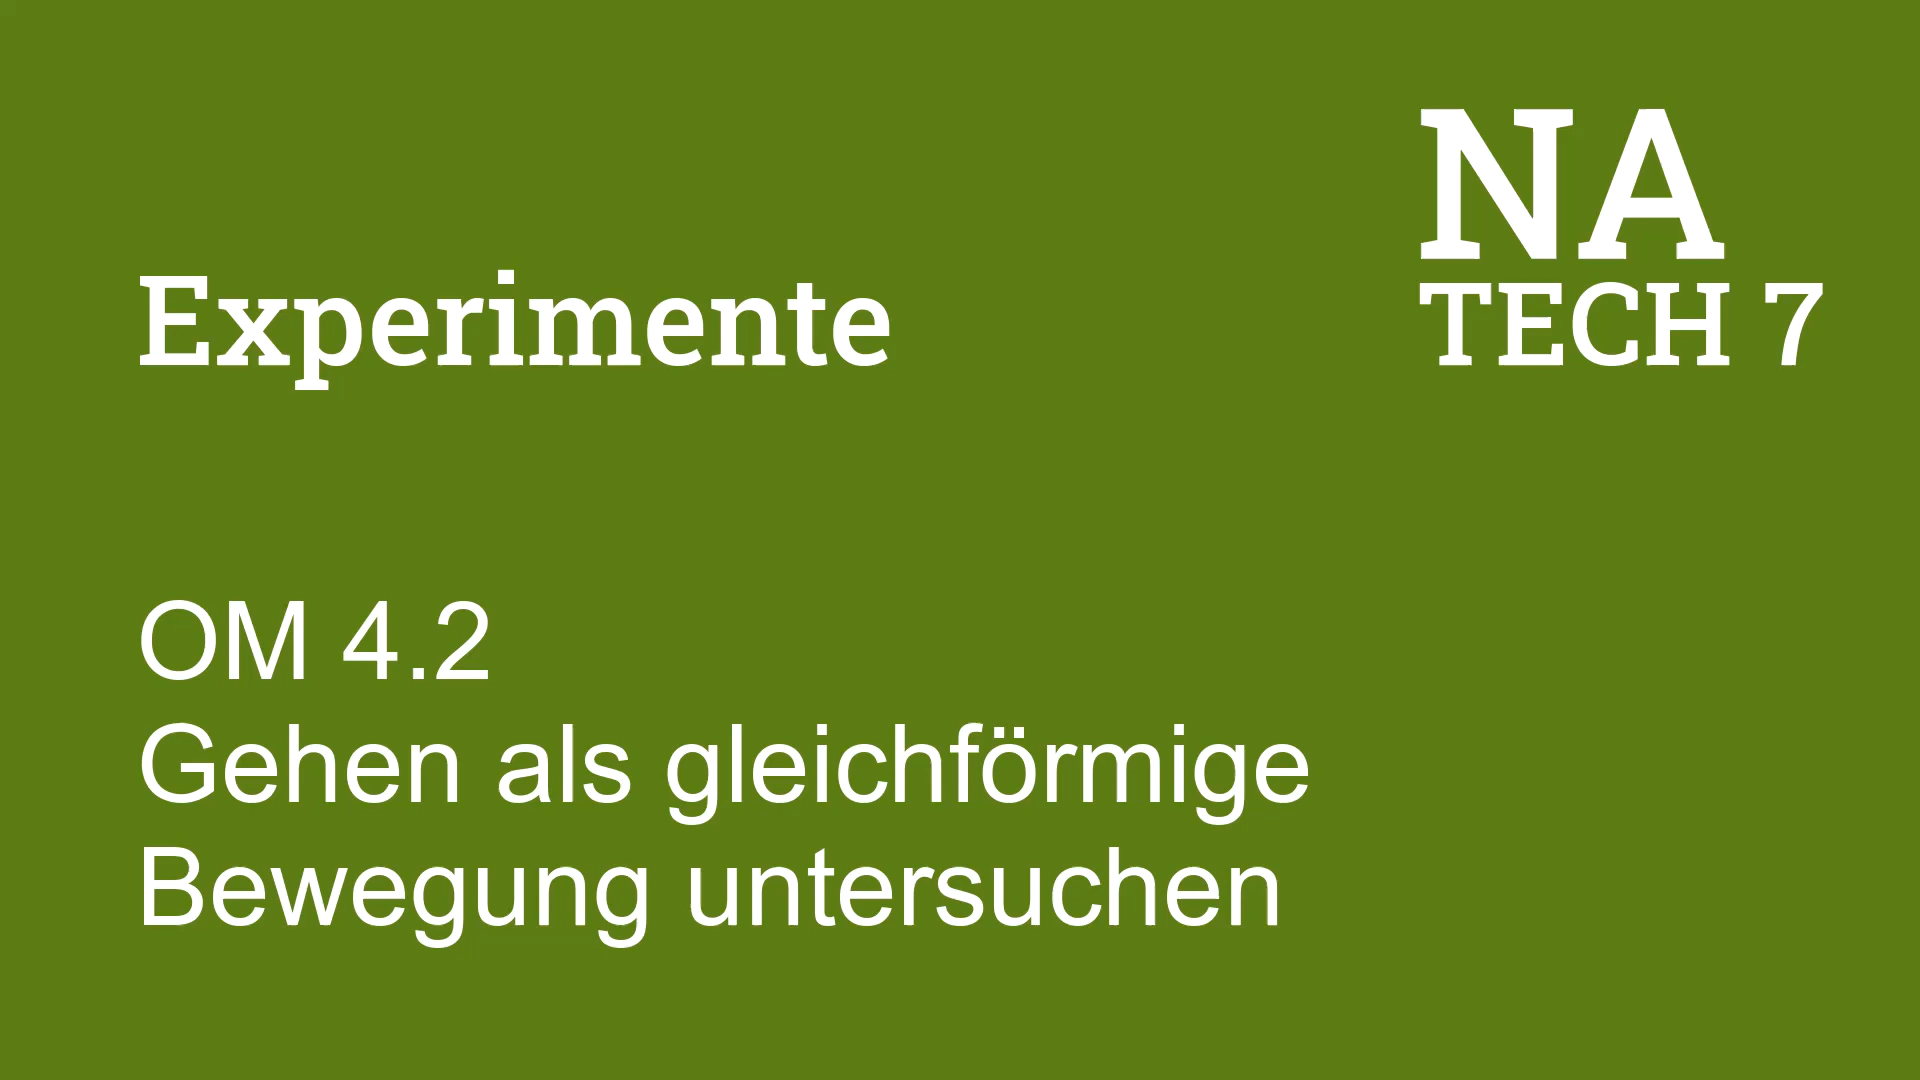 Experimente
NA
TECH 7
OM 4.2
Gehen als gleichförmige
Bewegung untersuchen